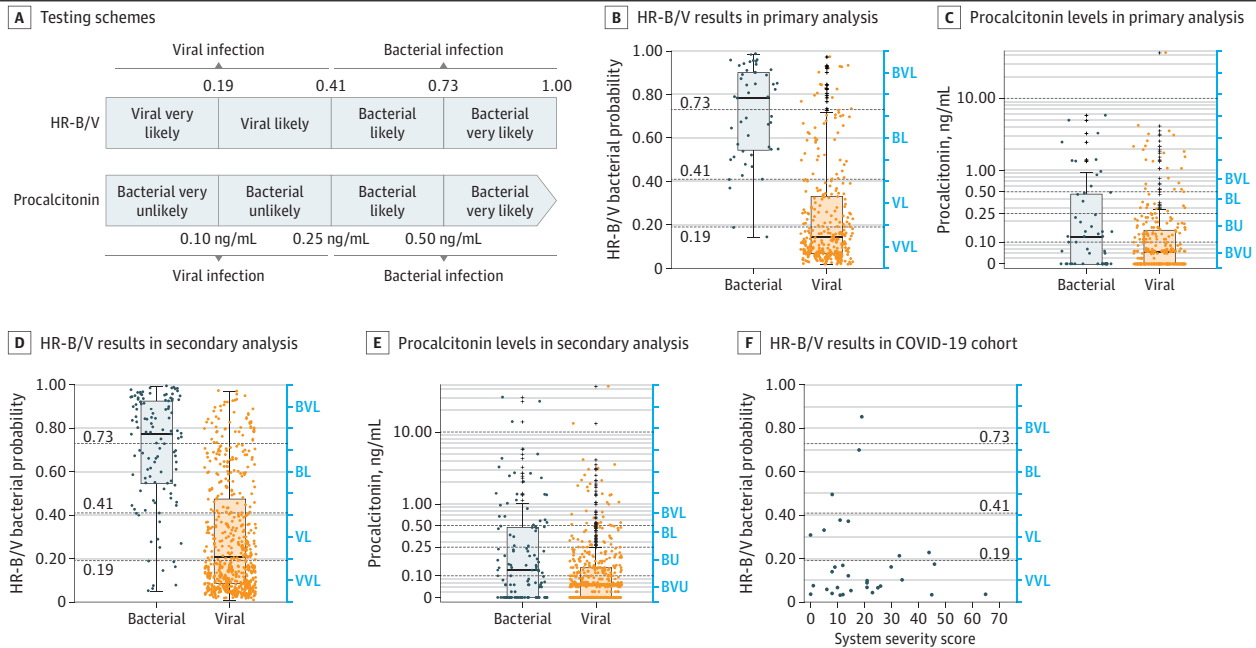 A Testing schemes
Viral infection
Bacterial infection
0.19
0.41
0.73
1.00
HR-B/V
Viral very
likely
Viral likely
Bacterial
likely
Bacterial
very likely
Procalcitonin
Bacterial very
unlikely
Bacterial
unlikely
Bacterial
likely
Bacterial
very likely
0.10 ng/mL
0.25 ng/mL
0.50 ng/mL
Viral infection
Bacterial infection
B HR-B/V results in primary analysis
HR-B/V bacterial probability
1.00
0.80
0.60
0.40
0.20
0
0.73
0.41
0.19
BVL
BL
VL
VVL
Bacterial
Viral
C Procalcitonin levels in primary analysis
Procalcitonin, ng/mL
10.00
1.00
0.50
0.25
0.10
0
BVL
BL
BU
BVU
Bacterial
Viral
D HR-B/V results in secondary analysis
HR-B/V bacterial probability
1.00
0.80
0.60
0.40
0.20
0
0.73
0.41
0.19
BVL
BL
VL
VVL
Bacterial
Viral
E Procalcitonin levels in secondary analysis
Procalcitonin, ng/mL
10.00
1.00
0.50
0.25
0.10
0
BVL
BL
BU
BVU
Bacterial
Viral
F HR-B/V results in COVID-19 cohort
HR-B/V bacterial probability
1.00
0.80
0.60
0.40
0.20
0
0.73
0.41
0.19
BVL
BL
VL
VVL
0 10 20 30 40 50 60 70
System severity score